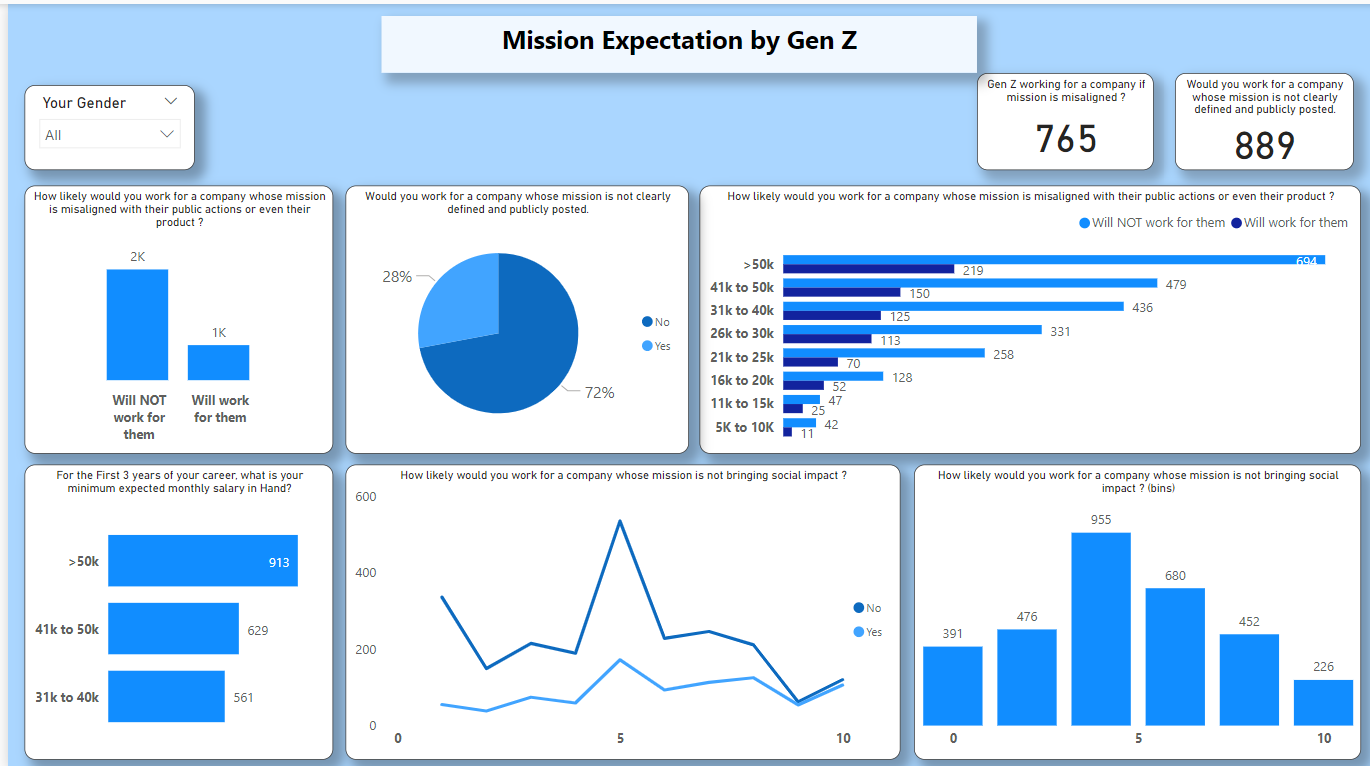 Mission Expectation by Gen Z
Your Gender
All
Gen Z working for a company if
mission is misaligned ?
765
Would you work for a company
whose mission is not clearly
defined and publicly posted.
889
How likely would you work for a company whose mission
is misaligned with their public actions or even their
product ?
2K
1K
Will NOT
work for
them
Will work
for them
Would you work for a company whose mission is not clearly
defined and publicly posted.
28%
72%
No
Yes
How likely would you work for a company whose mission is misaligned with their public actions or even their product ?
Will NOT work for them Will work for them
>50k
694
219
41k to 50k
479
150
31k to 40k
436
125
26k to 30k
331
113
21k to 25k
258
70
16k to 20k
128
52
11k to 15k
47
25
5K to 10K
42
11
For the First 3 years of your career, what is your
minimum expected monthly salary in Hand?
>50k
913
41k to 50k
629
31k to 40k
561
How likely would you work for a company whose mission is not bringing social impact ?
600
400
200
0
0 5 10
No
Yes
How likely would you work for a company whose mission is not bringing social
impact ? (bins)
391
476
955
680
452
226
0 5 10